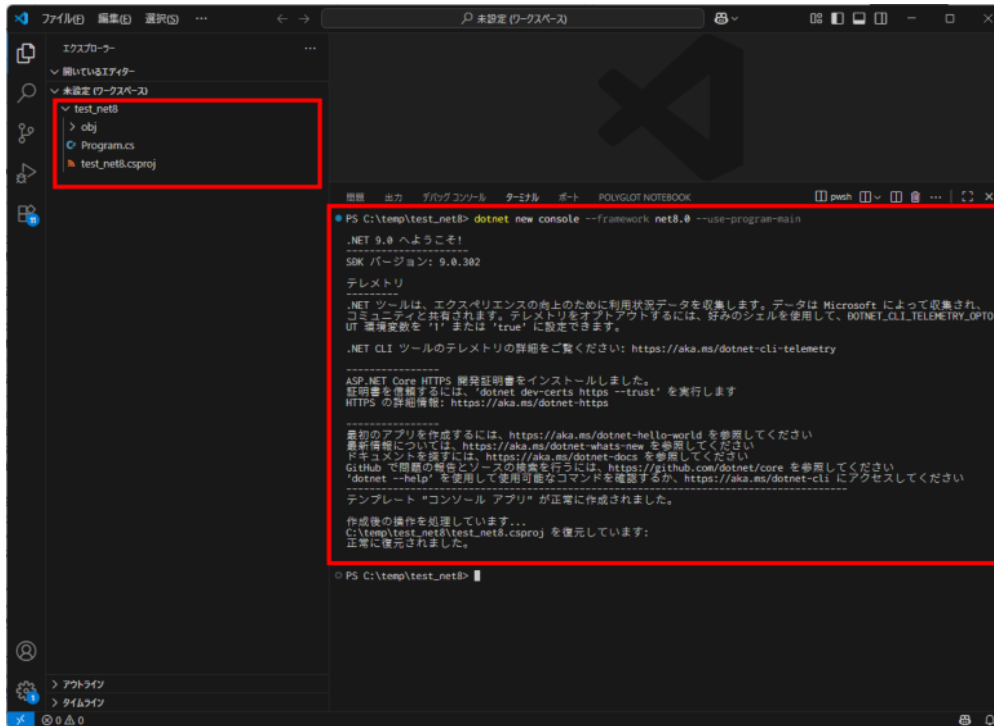 ファイル(F) 編集(E) 選択(S) … ← → 未設定 (ワークスペース)
エクスプローラー …
開いているエディター
未設定 (ワークスペース)
test_net8
obj
Program.cs
test_net8.csproj
問題 出力 デバッグ コンソール ターミナル ポート POLYGLOT NOTEBOOK pwsh …
PS C:\temp\test_net8> dotnet new console --framework net8.0 --use-program-main
.NET 9.0 へようこそ!
---------------------
SDK バージョン: 9.0.302
テレメトリ
---------
.NET ツールは、エクスペリエンスの向上のために利用状況データを収集します。データは Microsoft によって収集され、
コミュニティと共有されます。テレメトリをオプトアウトするには、好みのシェルを使用して、DOTNET_CLI_TELEMETRY_OPTO
UT 環境変数を '1' または 'true' に設定できます。
.NET CLI ツールのテレメトリの詳細をご覧ください: https://aka.ms/dotnet-cli-telemetry
----------------
ASP.NET Core HTTPS 開発証明書をインストールしました。
証明書を信頼するには、'dotnet dev-certs https --trust' を実行します
HTTPS の詳細情報: https://aka.ms/dotnet-https
----------------
最初のアプリを作成するには、https://aka.ms/dotnet-hello-world を参照してください
最新情報については、https://aka.ms/dotnet-whats-new を参照してください
ドキュメントを探すには、https://aka.ms/dotnet-docs を参照してください
GitHub で問題の報告とソースの検索を行うには、https://github.com/dotnet/core を参照してください
'dotnet --help' を使用して使用可能なコマンドを確認するか、https://aka.ms/dotnet-cli にアクセスしてください
--------------------------------------------------------------------------------------
テンプレート "コンソール アプリ" が正常に作成されました。
作成後の操作を処理しています...
C:\temp\test_net8\test_net8.csproj を復元しています:
正常に復元されました。
PS C:\temp\test_net8>
11
アウトライン
1
タイムライン
0 0